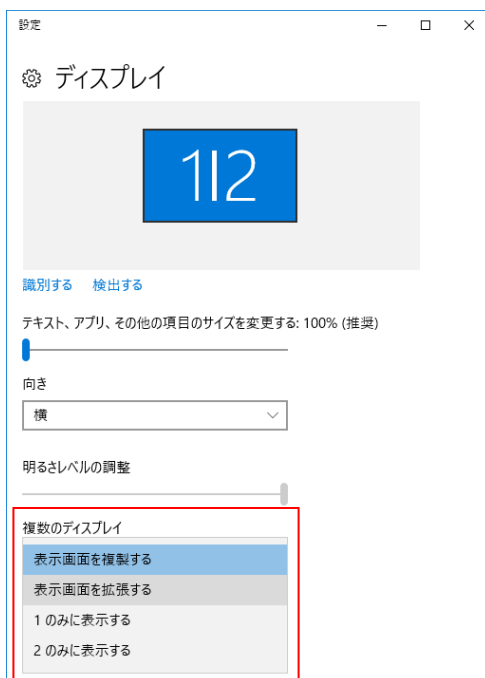 設定
ディスプレイ
1|2
識別する 検出する
テキスト、アプリ、その他の項目のサイズを変更する: 100% (推奨)
向き
横
明るさレベルの調整
複数のディスプレイ
表示画面を複製する
表示画面を拡張する
1 のみに表示する
2 のみに表示する